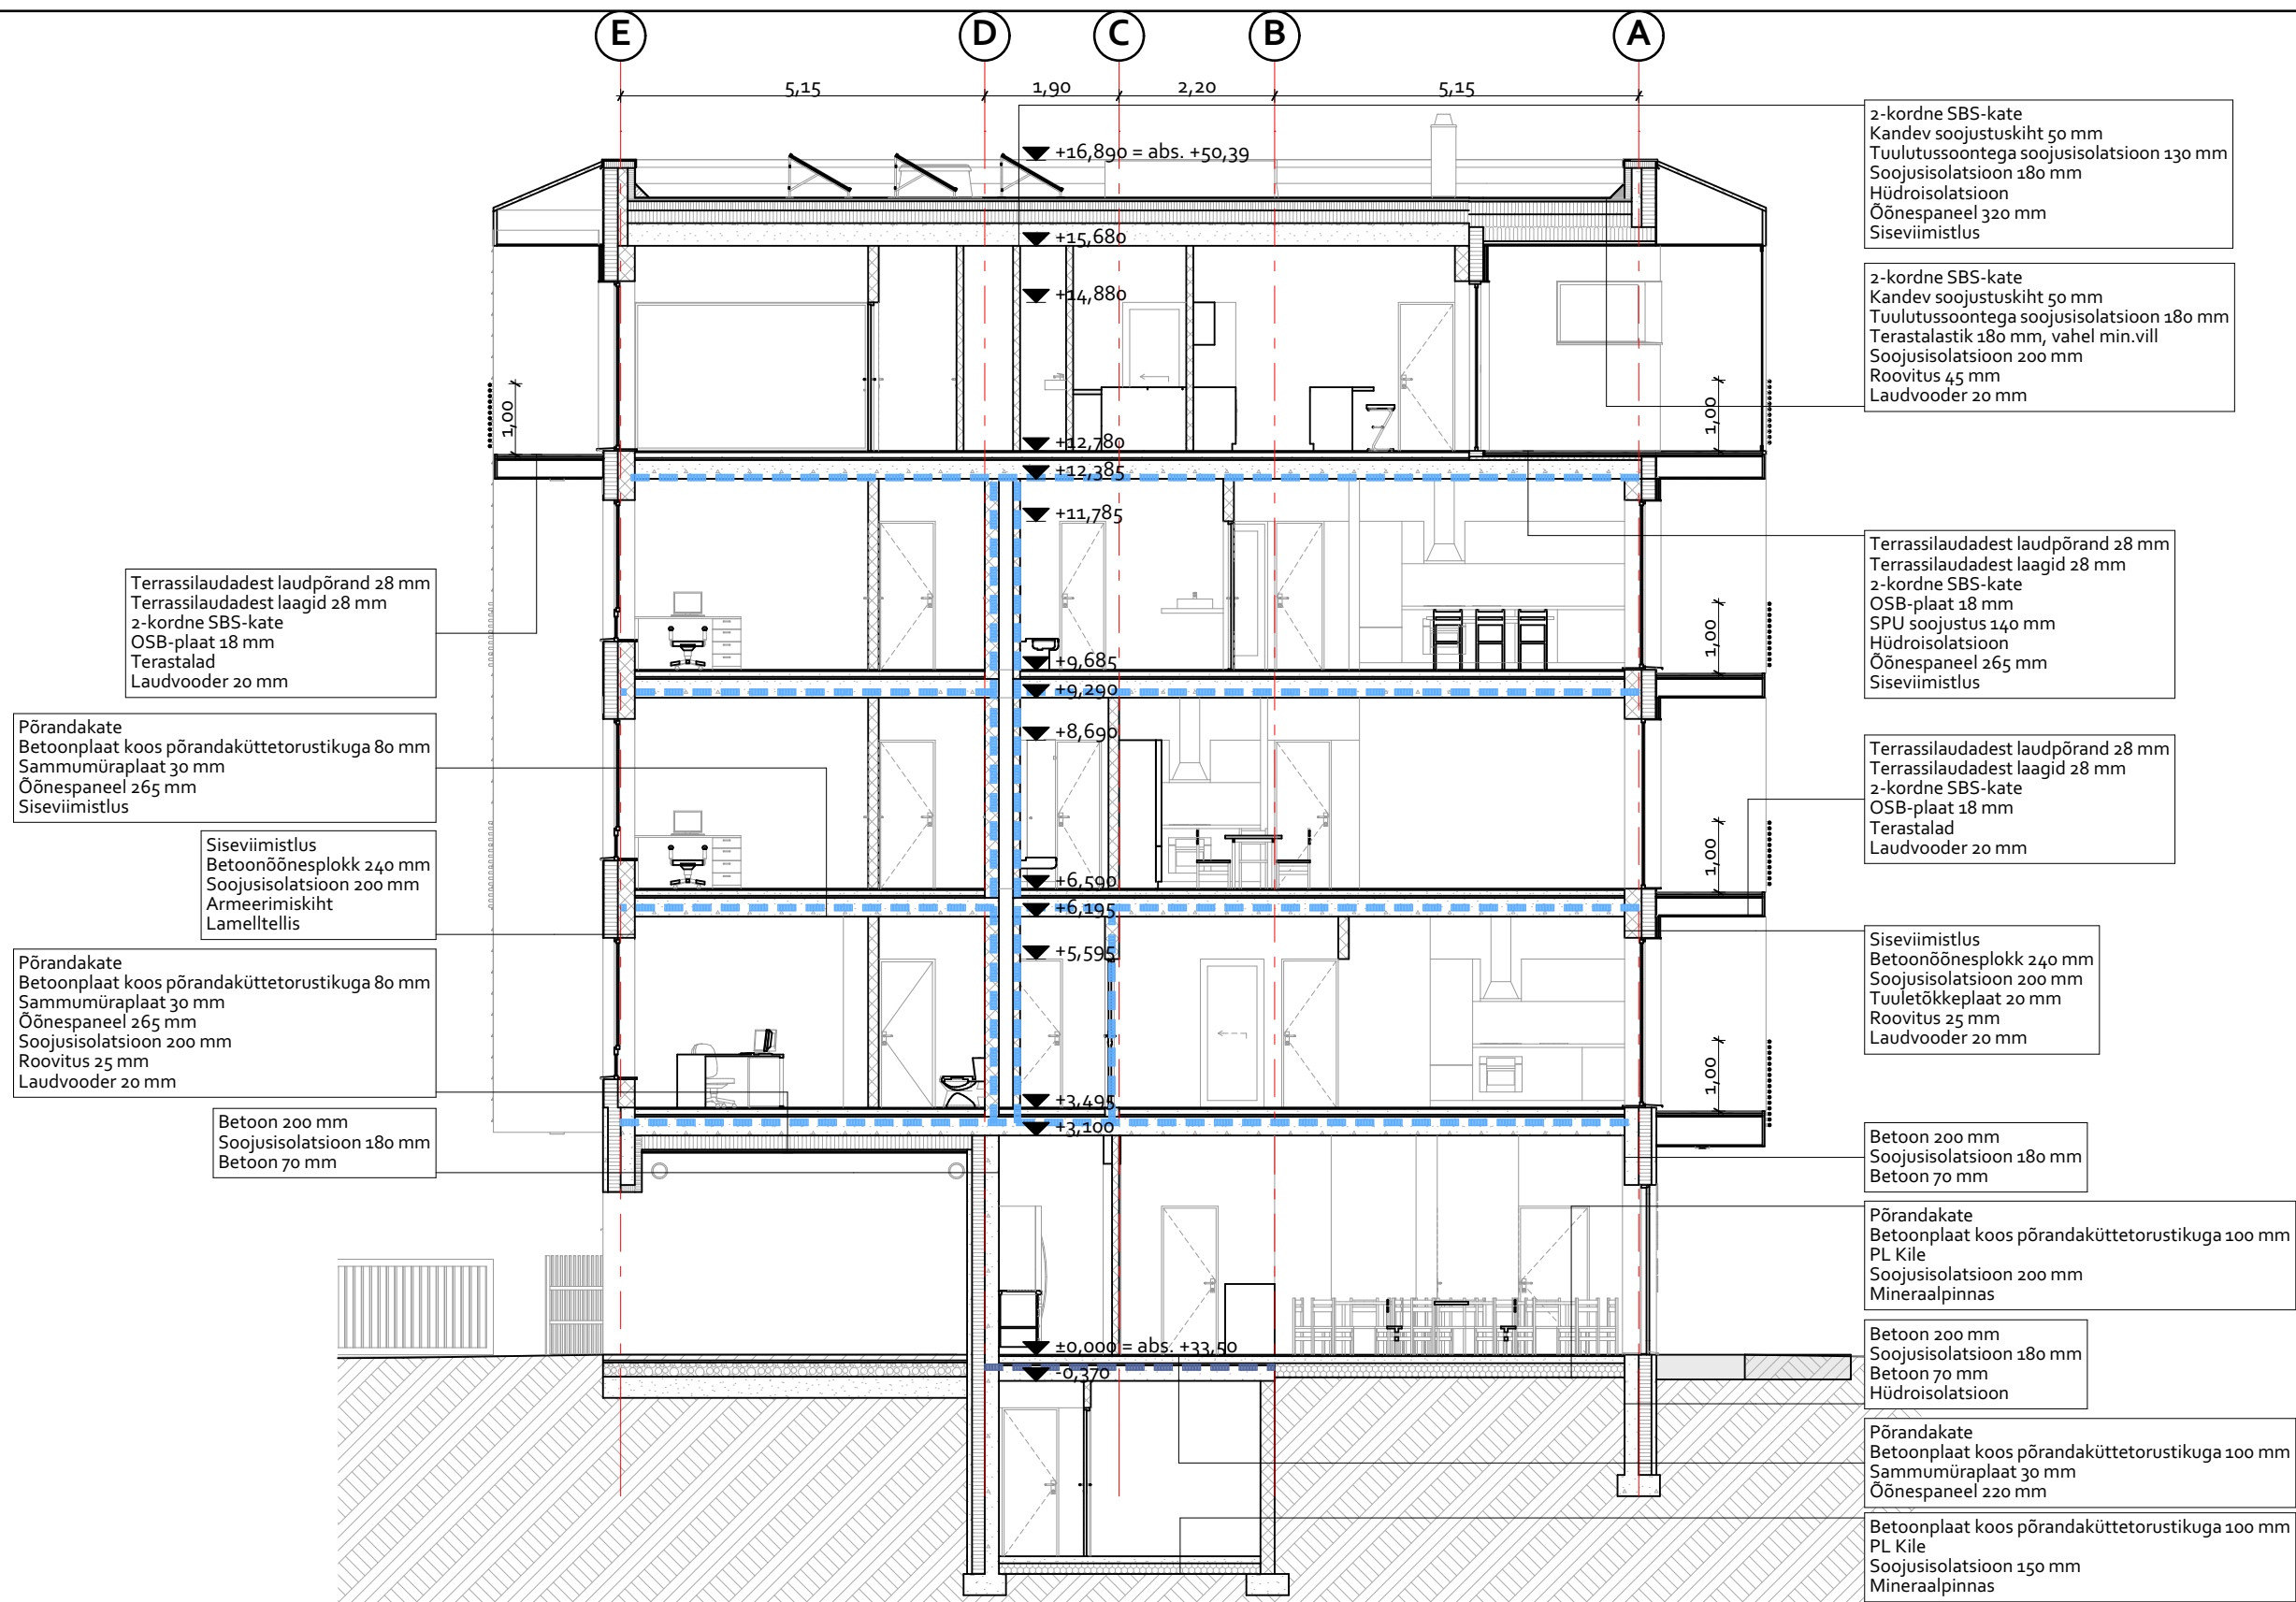 E
D
C
B
A
5,15
1,90
2,20
5,15
+16,890 = abs. +50,39
+15,680
+14,880
+12,780
+12,385
+11,785
+9,685
+9,290
+8,690
+6,590
+6,195
+5,595
+3,495
+3,100
±0,000 = abs. +33,50
-0,370
1,00
1,00
1,00
1,00
1,00
Terrassilaudadest laudpõrand 28 mm
Terrassilaudadest laagid 28 mm
2-kordne SBS-kate
OSB-plaat 18 mm
Terastalad
Laudvooder 20 mm
Põrandakate
Betoonplaat koos põrandaküttetorustikuga 80 mm
Sammumüraplaat 30 mm
Õõnespaneel 265 mm
Siseviimistlus
Siseviimistlus
Betoonõõnesplokk 240 mm
Soojusisolatsioon 200 mm
Armeerimiskiht
Lamelltellis
Põrandakate
Betoonplaat koos põrandaküttetorustikuga 80 mm
Sammumüraplaat 30 mm
Õõnespaneel 265 mm
Soojusisolatsioon 200 mm
Roovitus 25 mm
Laudvooder 20 mm
Betoon 200 mm
Soojusisolatsioon 180 mm
Betoon 70 mm
2-kordne SBS-kate
Kandev soojustuskiht 50 mm
Tuulutussoontega soojusisolatsioon 130 mm
Soojusisolatsioon 180 mm
Hüdroisolatsioon
Õõnespaneel 320 mm
Siseviimistlus
2-kordne SBS-kate
Kandev soojustuskiht 50 mm
Tuulutussoontega soojusisolatsioon 180 mm
Terastalastik 180 mm, vahel min.vill
Soojusisolatsioon 200 mm
Roovitus 45 mm
Laudvooder 20 mm
Terrassilaudadest laudpõrand 28 mm
Terrassilaudadest laagid 28 mm
2-kordne SBS-kate
OSB-plaat 18 mm
SPU soojustus 140 mm
Hüdroisolatsioon
Õõnespaneel 265 mm
Siseviimistlus
Terrassilaudadest laudpõrand 28 mm
Terrassilaudadest laagid 28 mm
2-kordne SBS-kate
OSB-plaat 18 mm
Terastalad
Laudvooder 20 mm
Siseviimistlus
Betoonõõnesplokk 240 mm
Soojusisolatsioon 200 mm
Tuuletõkkeplaat 20 mm
Roovitus 25 mm
Laudvooder 20 mm
Betoon 200 mm
Soojusisolatsioon 180 mm
Betoon 70 mm
Põrandakate
Betoonplaat koos põrandaküttetorustikuga 100 mm
PL Kile
Soojusisolatsioon 200 mm
Mineraalpinnas
Betoon 200 mm
Soojusisolatsioon 180 mm
Betoon 70 mm
Hüdroisolatsioon
Põrandakate
Betoonplaat koos põrandaküttetorustikuga 100 mm
Sammumüraplaat 30 mm
Õõnespaneel 220 mm
Betoonplaat koos põrandaküttetorustikuga 100 mm
PL Kile
Soojusisolatsioon 150 mm
Mineraalpinnas